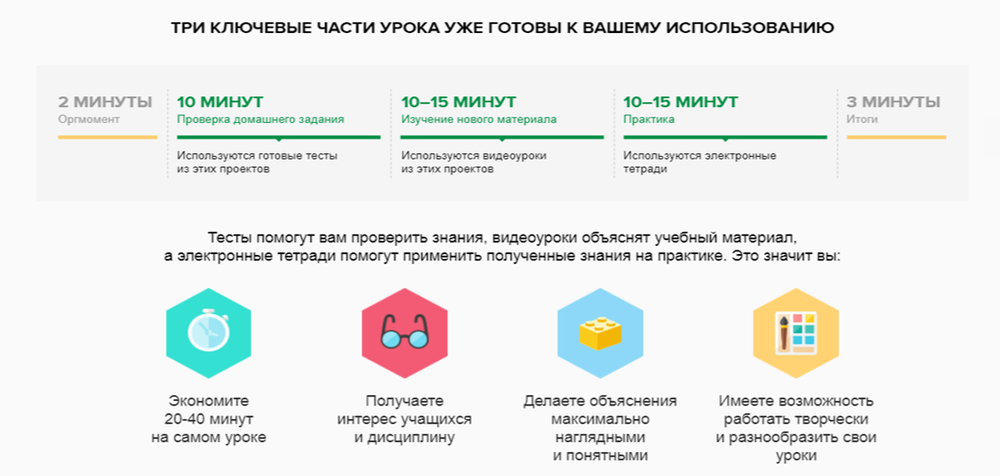 ТРИ КЛЮЧЕВЫЕ ЧАСТИ УРОКА УЖЕ ГОТОВЫ К ВАШЕМУ ИСПОЛЬЗОВАНИЮ
2 МИНУТЫ
Оргмомент
10 МИНУТ
Проверка домашнего задания
Используются готовые тесты
из этих проектов
10–15 МИНУТ
Изучение нового материала
Используются видеоуроки
из этих проектов
10–15 МИНУТ
Практика
Используются электронные
тетради
3 МИНУТЫ
Итоги
Тесты помогут вам проверить знания, видеоуроки объяснят учебный материал,
а электронные тетради помогут применить полученные знания на практике. Это значит вы:
Экономите
20-40 минут
на самом уроке
Получаете
интерес учащихся
и дисциплину
Делаете объяснения
максимально
наглядными
и понятными
Имеете возможность
работать творчески
и разнообразить свои
уроки